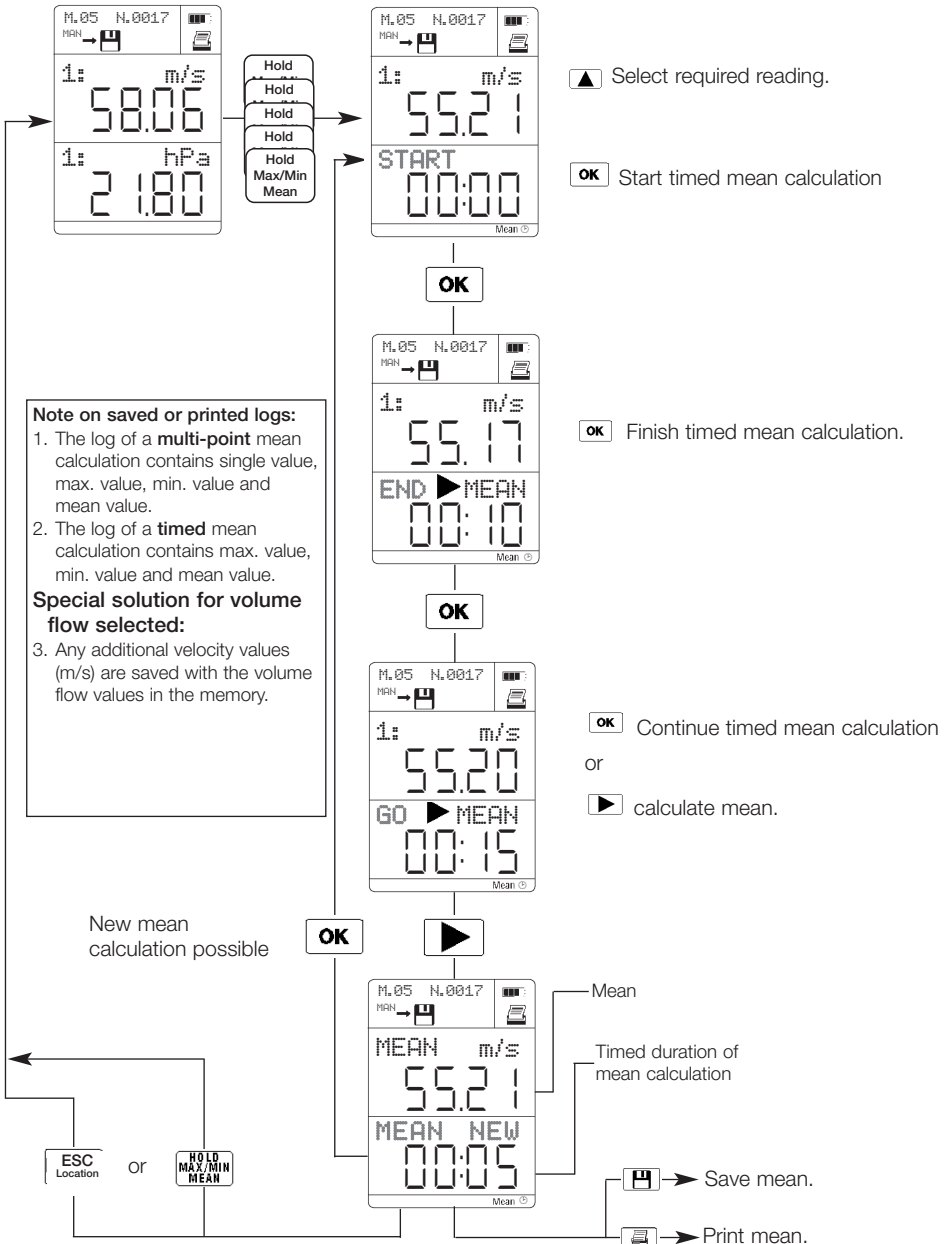 M.05 N.0017
MAN
1: m/s
58.06
1: hPa
21.80
Hold
Hold
Hold
Hold
Hold
Max/Min
Mean
M.05 N.0017
MAN
1: m/s
55.21
START
00:00
Mean
Select required reading.
OK Start timed mean calculation
OK
M.05 N.0017
MAN
1: m/s
55.17
END MEAN
00:10
Mean
OK Finish timed mean calculation.
Note on saved or printed logs:
1. The log of a multi-point mean
calculation contains single value,
max. value, min. value and
mean value.
2. The log of a timed mean
calculation contains max. value,
min. value and mean value.
Special solution for volume
flow selected:
3. Any additional velocity values
(m/s) are saved with the volume
flow values in the memory.
OK
M.05 N.0017
MAN
1: m/s
55.20
GO MEAN
00:15
Mean
OK Continue timed mean calculation
or
calculate mean.
New mean
calculation possible
OK
M.05 N.0017
MAN
MEAN m/s
55.21
MEAN NEW
00:05
Mean
Mean
Timed duration of
mean calculation
ESC
Location
or
HOLD
MAX/MIN
MEAN
Save mean.
Print mean.